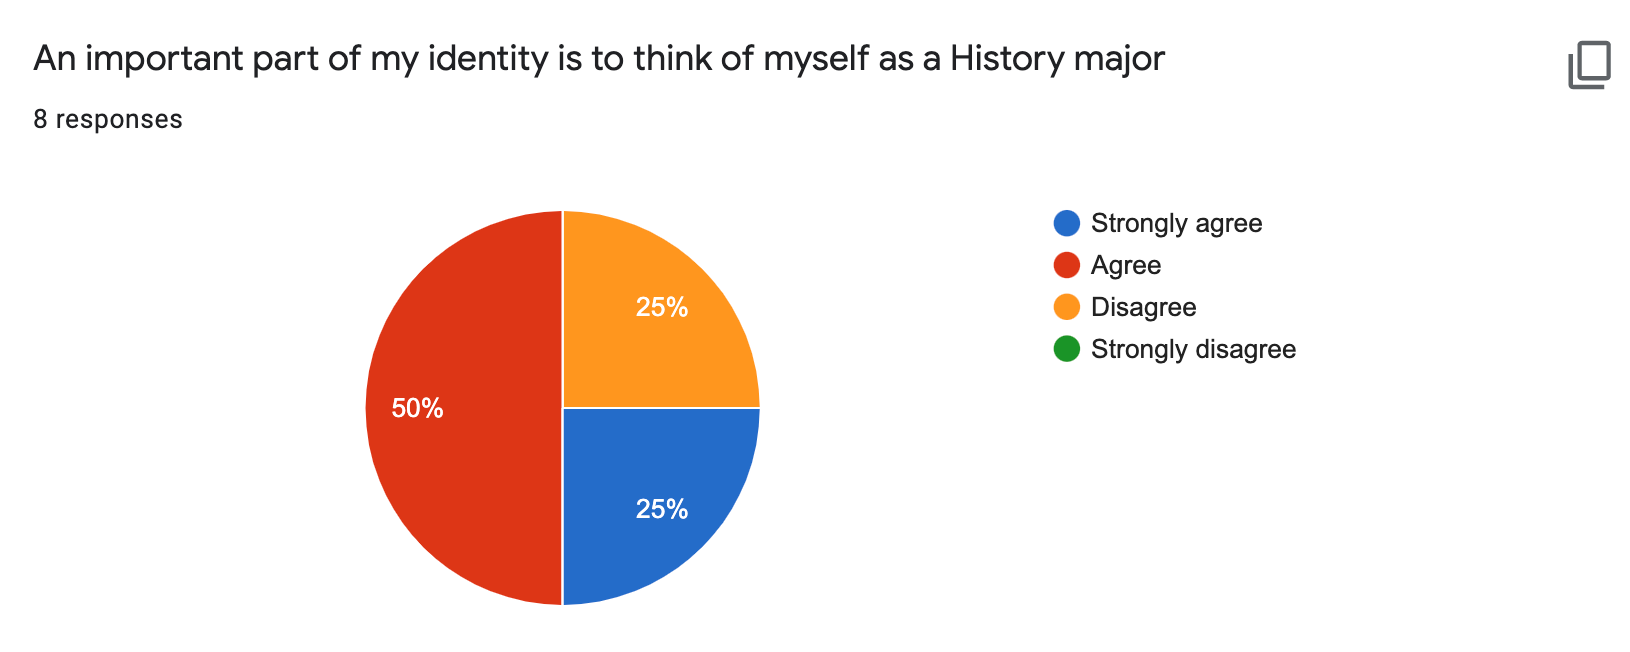 An important part of my identity is to think of myself as a History major
8 responses
25%
50%
25%
Strongly agree
Agree
Disagree
Strongly disagree